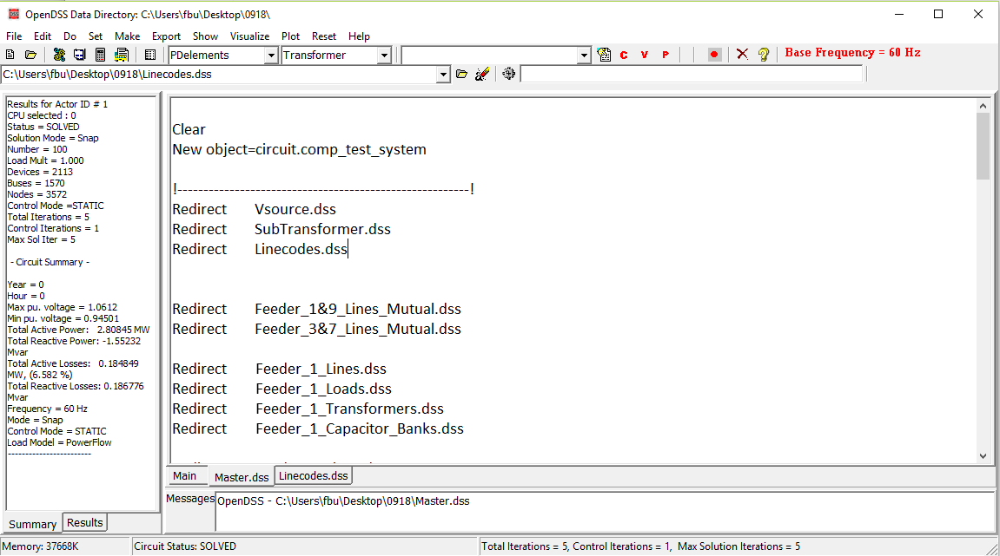 OpenDSS Data Directory: C:\Users\fbu\Desktop\0918\
File Edit Do Set Make Export Show Visualize Plot Reset Help
PDelements Transformer C V P Base Frequency = 60 Hz
C:\Users\fbu\Desktop\0918\Linecodes.dss
Results for Actor ID # 1
CPU selected : 0
Status = SOLVED
Solution Mode = Snap
Number = 100
Load Mult = 1.000
Devices = 2113
Buses = 1570
Nodes = 3572
Control Mode =STATIC
Total Iterations = 5
Control Iterations = 1
Max Sol Iter = 5
- Circuit Summary -
Year = 0
Hour = 0
Max pu. voltage = 1.0612
Min pu. voltage = 0.94501
Total Active Power: 2.80845 MW
Total Reactive Power: -1.55232
Mvar
Total Active Losses: 0.184849
MW, (6.582 %)
Total Reactive Losses: 0.186776
Mvar
Frequency = 60 Hz
Mode = Snap
Control Mode = STATIC
Load Model = PowerFlow
-------------------------
Summary Results
Clear
New object=circuit.comp_test_system
!--------------------------------------------------------!
Redirect Vsource.dss
Redirect SubTransformer.dss
Redirect Linecodes.dss
Redirect Feeder_1&9_Lines_Mutual.dss
Redirect Feeder_3&7_Lines_Mutual.dss
Redirect Feeder_1_Lines.dss
Redirect Feeder_1_Loads.dss
Redirect Feeder_1_Transformers.dss
Redirect Feeder_1_Capacitor_Banks.dss
Main Master.dss Linecodes.dss
Messages OpenDSS - C:\Users\fbu\Desktop\0918\Master.dss
Memory: 37668K Circuit Status: SOLVED Total Iterations = 5, Control Iterations = 1, Max Solution Iterations = 5